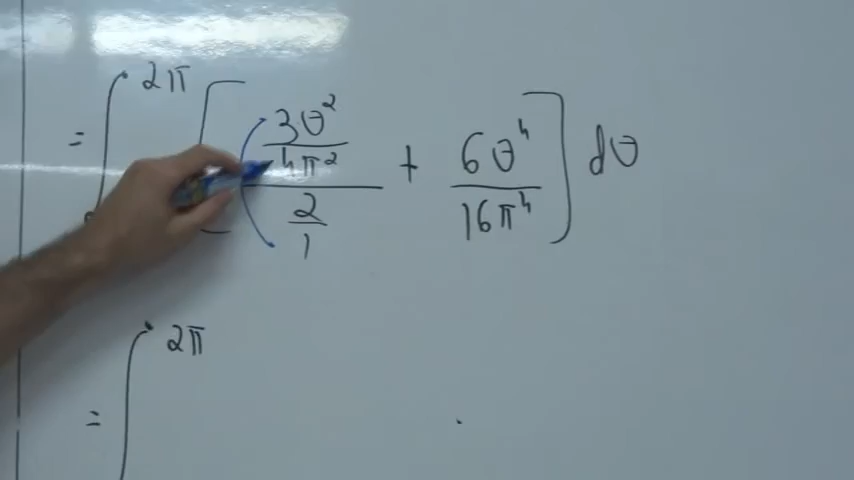 = ∫ 2π [ (3θ²/4π²)/(2/1) + 6θ⁴/16π⁴ ] dθ
= ∫ 2π